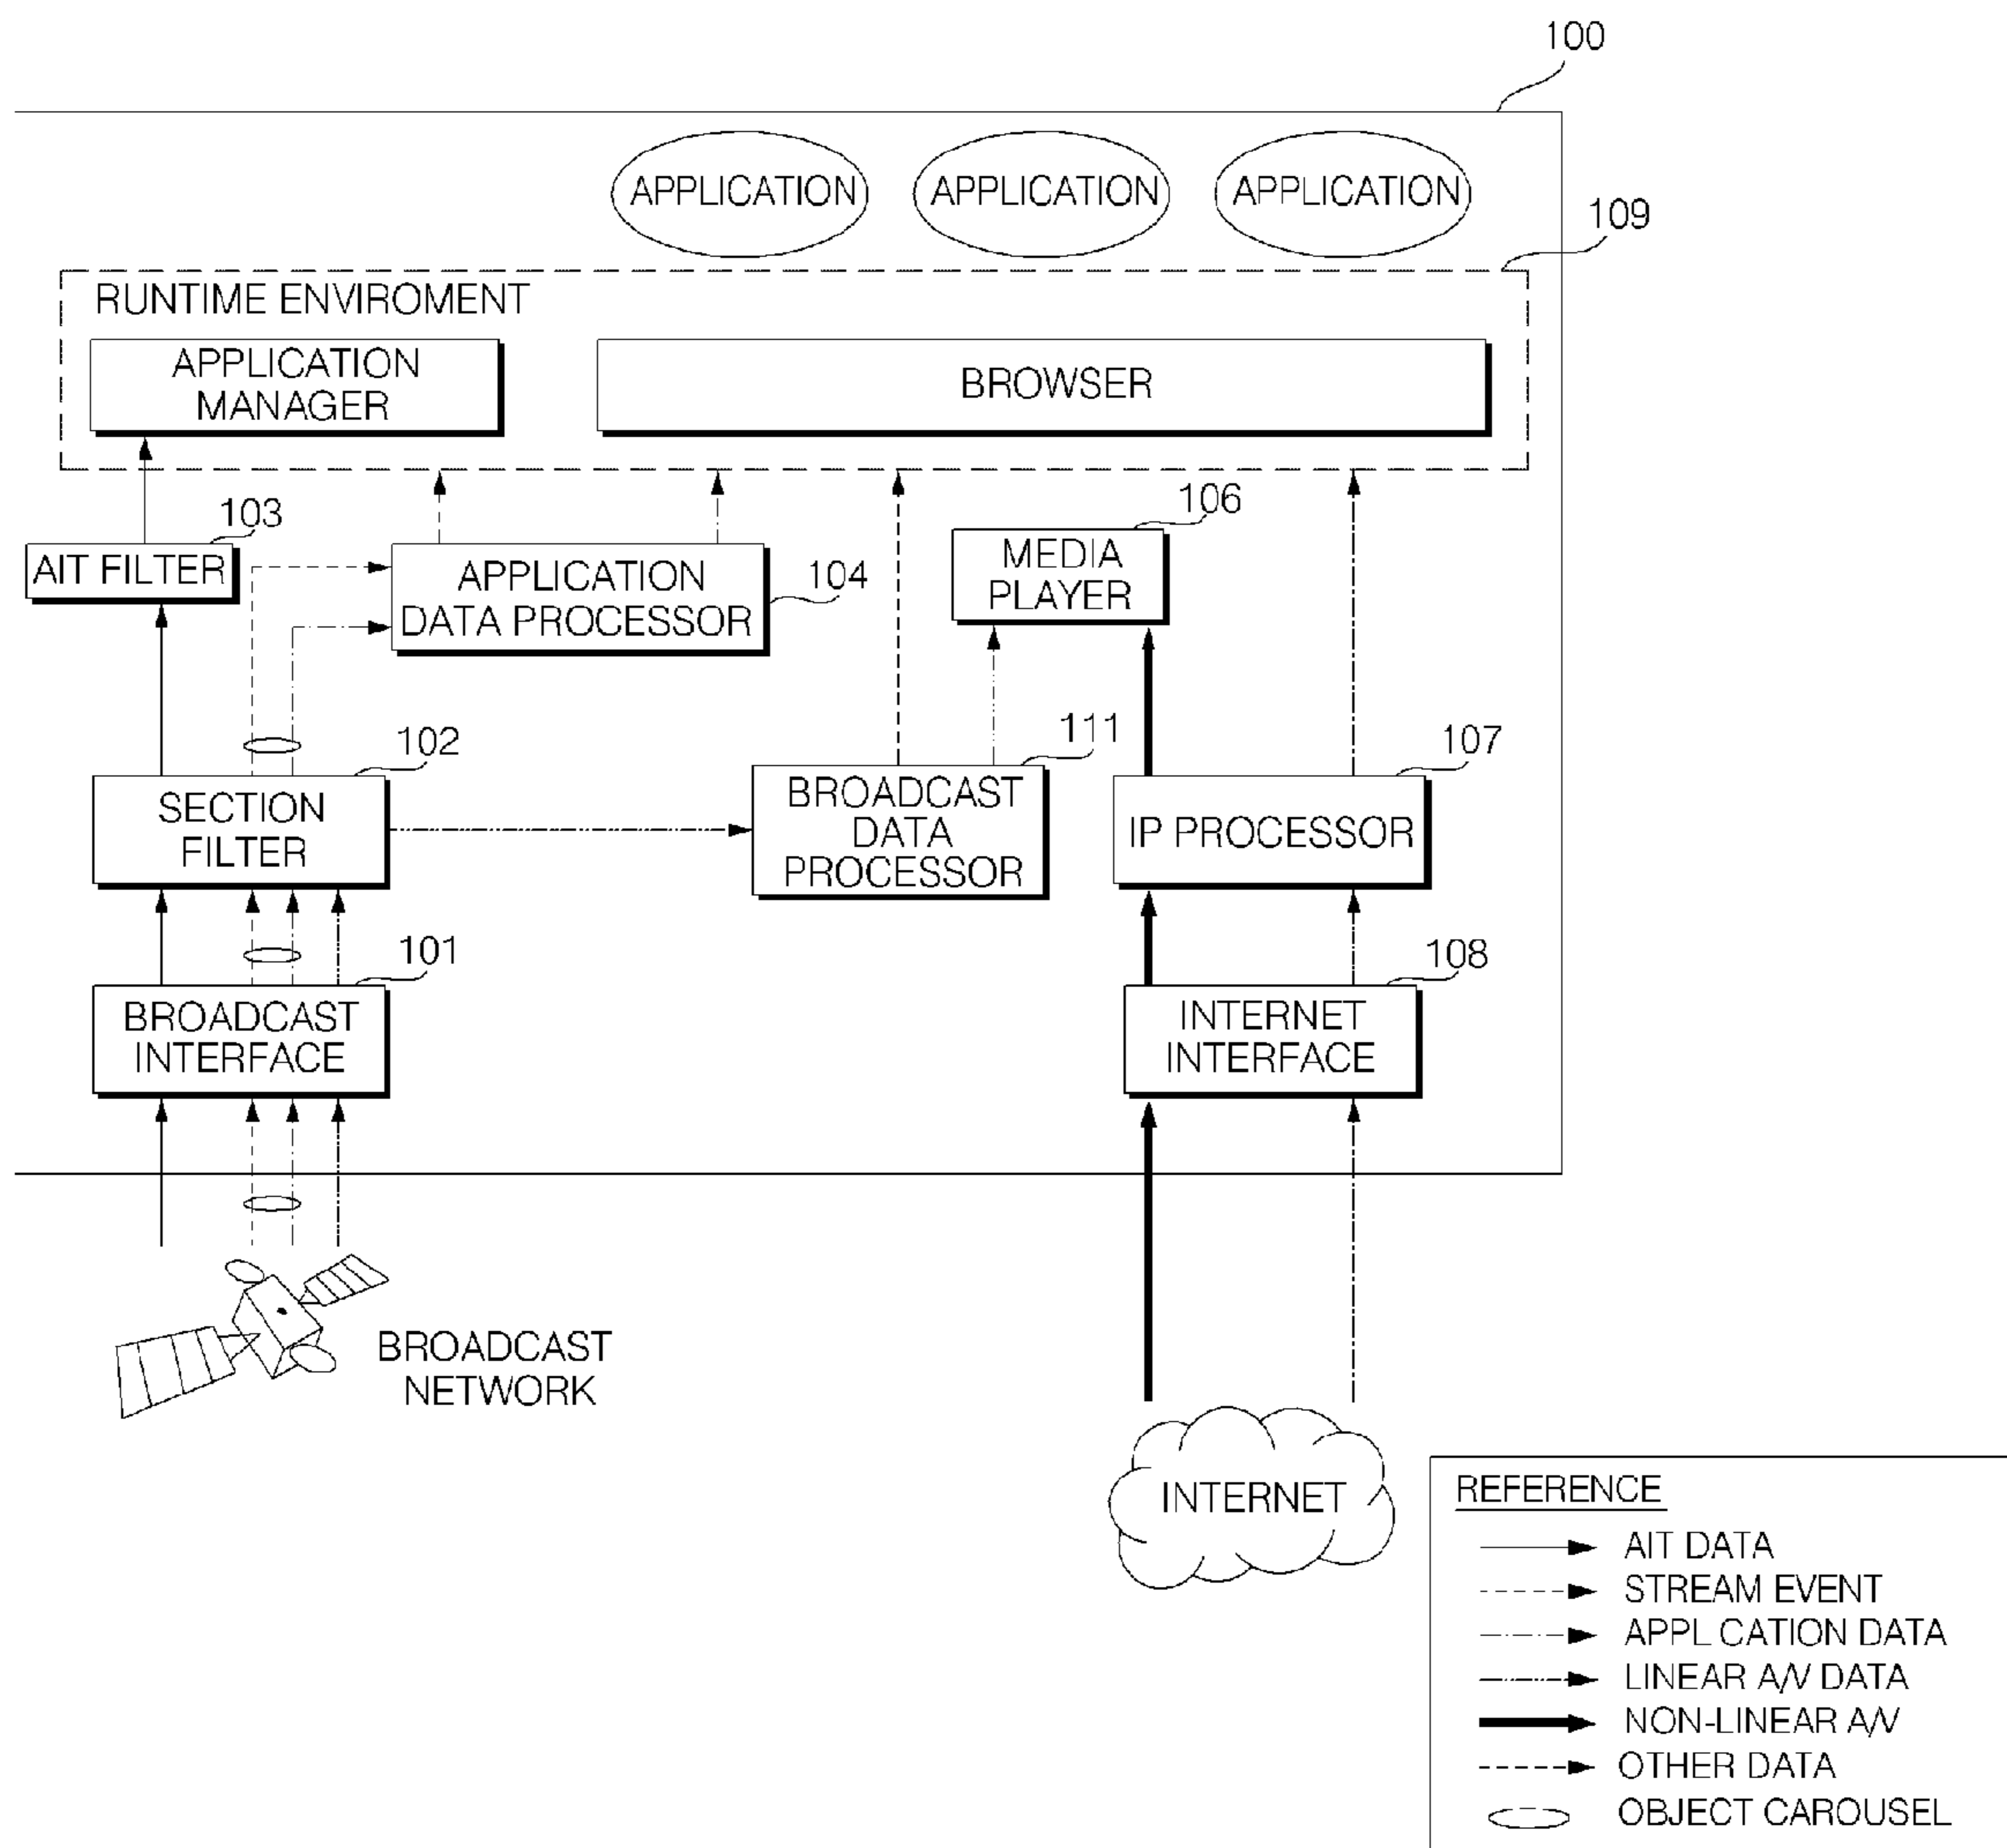 100
APPLICATION
APPLICATION
APPLICATION
109
RUNTIME ENVIROMENT
APPLICATION
MANAGER
BROWSER
103
106
AIT FILTER
APPLICATION
DATA PROCESSOR
104
MEDIA
PLAYER
102
111
107
SECTION
FILTER
BROADCAST
DATA
PROCESSOR
IP PROCESSOR
101
108
BROADCAST
INTERFACE
INTERNET
INTERFACE
BROADCAST
NETWORK
INTERNET
REFERENCE
AIT DATA
STREAM EVENT
APPL CATION DATA
LINEAR A/V DATA
NON-LINEAR A/V
OTHER DATA
OBJECT CAROUSEL